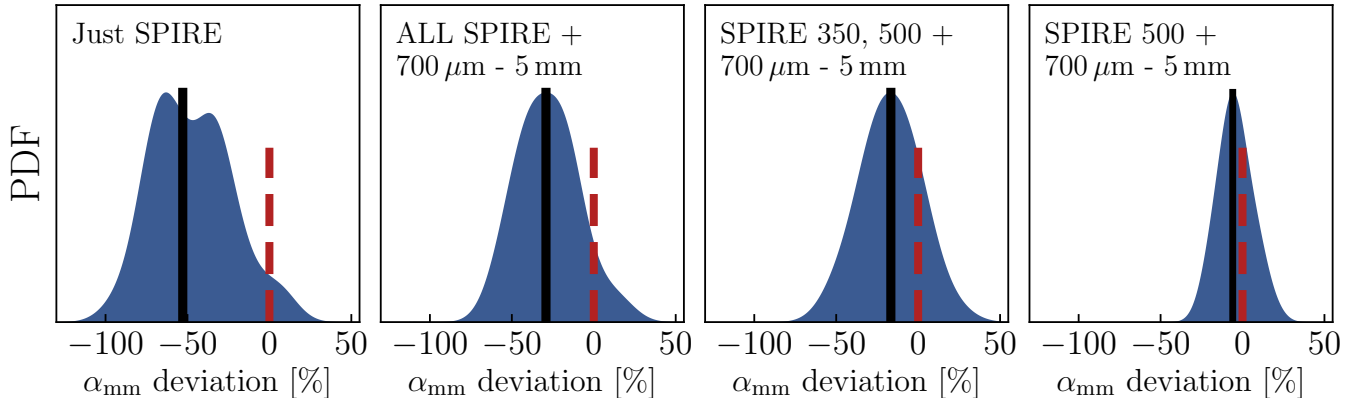 Just SPIRE
ALL SPIRE +
700 μm - 5 mm
SPIRE 350, 500 +
700 μm - 5 mm
SPIRE 500 +
700 μm - 5 mm
PDF
−100 −50 0 50
−100 −50 0 50
−100 −50 0 50
−100 −50 0 50
αmm deviation [%]
αmm deviation [%]
αmm deviation [%]
αmm deviation [%]